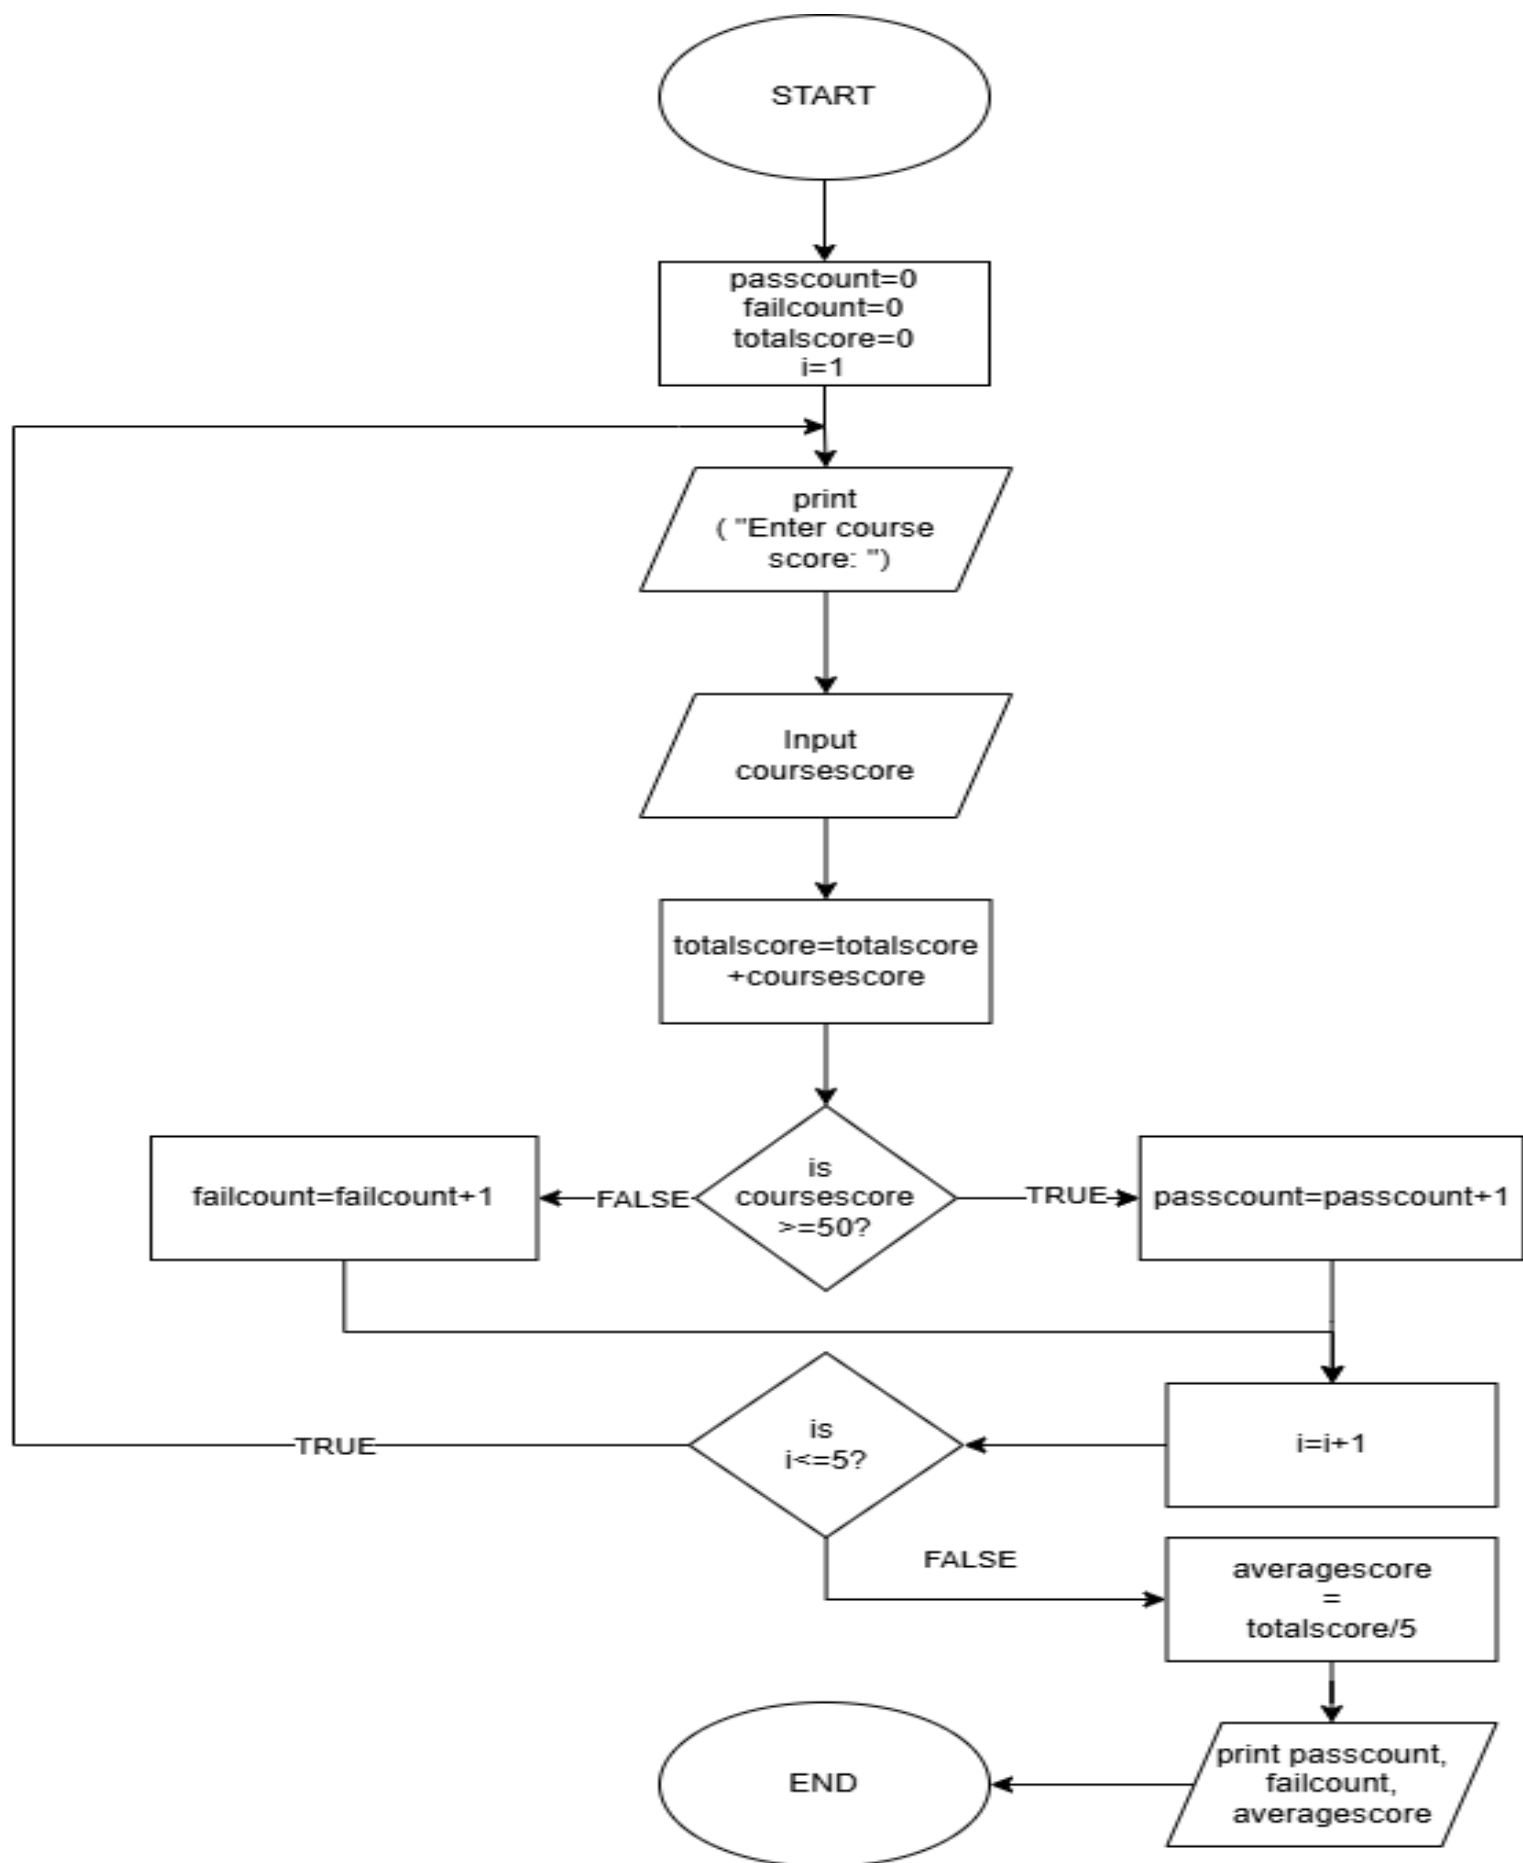 START
passcount=0
failcount=0
totalscore=0
i=1
print
( "Enter course
score: ")
Input
coursescore
totalscore=totalscore
+coursescore
is
coursescore
>=50?
FALSE
failcount=failcount+1
TRUE
passcount=passcount+1
i=i+1
is
i<=5?
TRUE
FALSE
averagescore
=
totalscore/5
print passcount,
failcount,
averagescore
END